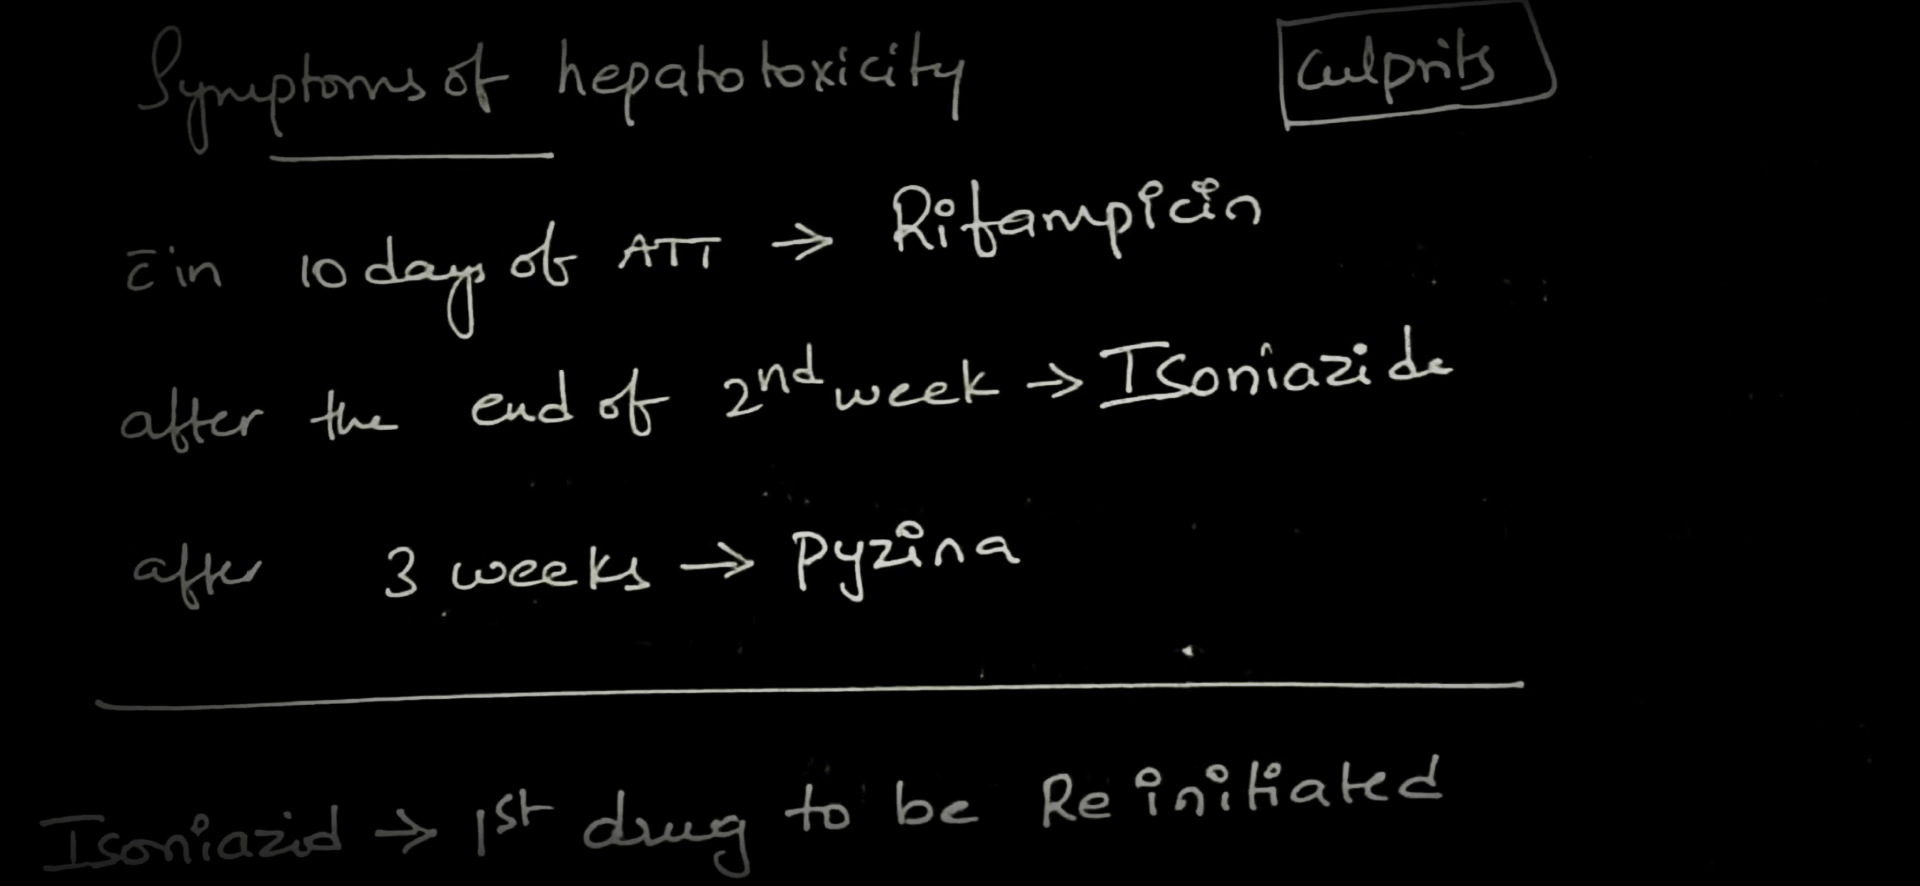 Symptoms of hepatotoxicity
Culprits
c̄in 10 days of ATT → Rifampicin
after the end of 2nd week → Isoniazide
after 3 weeks → Pyzina
Isoniazid → 1st drug to be Reinitiated